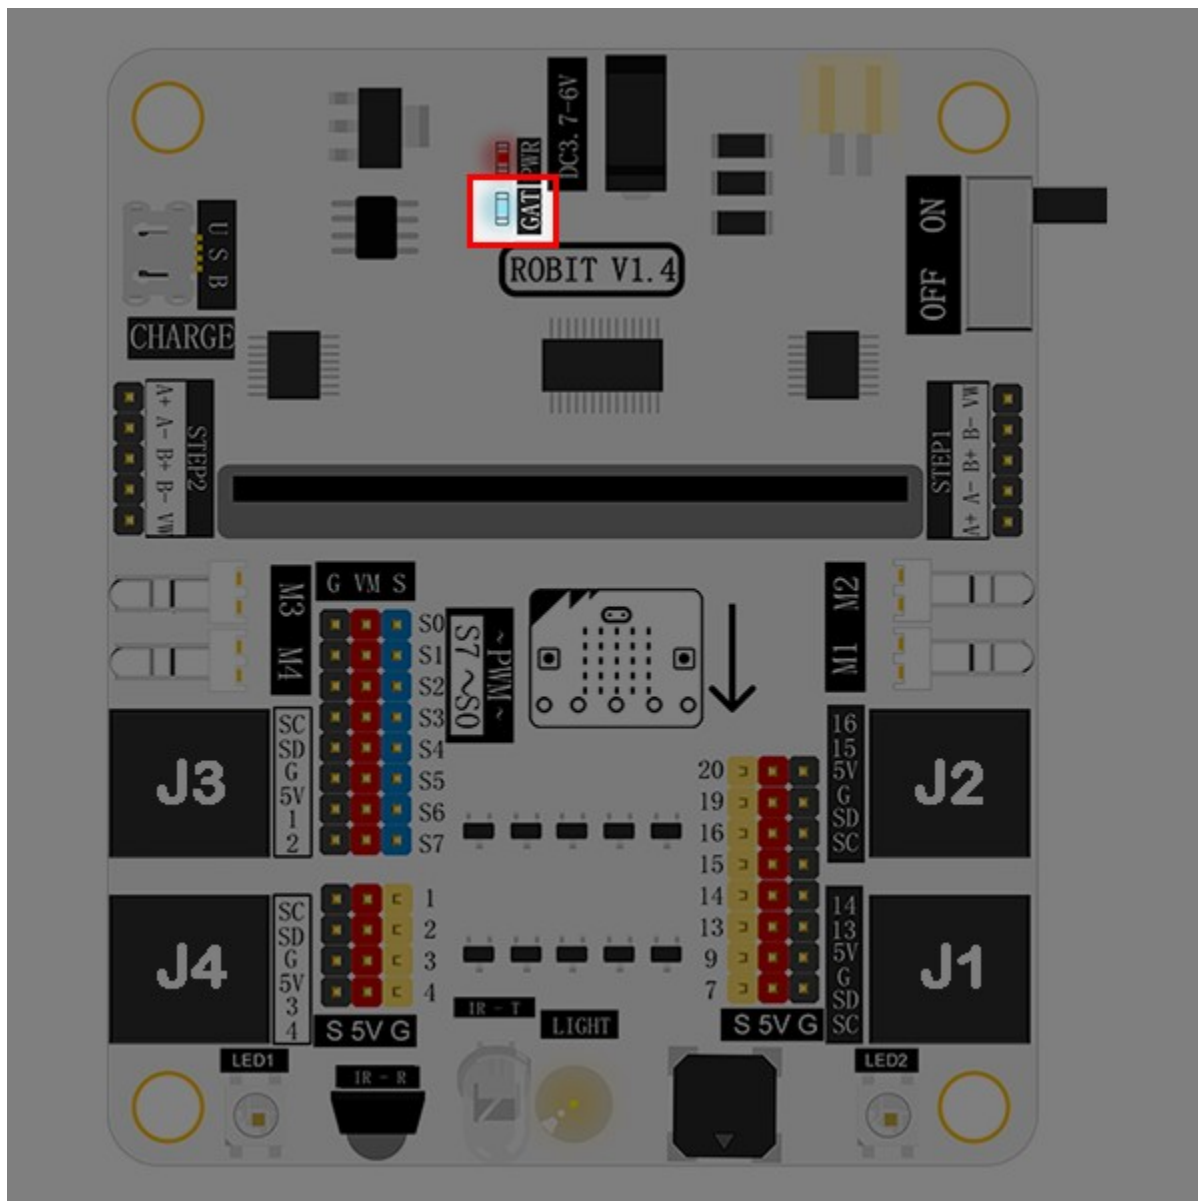 DC3.7-6V
PWR
GAT
ROBIT V1.4
USB
CHARGE
OFF ON
A+ A- B+ B- VW
STEP2
STEP1
A+ A- B+ B- VW
M3 M4
G VM S
S0
S1
S2
S3
S4
S5
S6
S7
~PWM~
S7~S0
M1 M2
J3
SC
SD
G
5V
1
2
J4
SC
SD
G
5V
3
4
1
2
3
4
S 5V G
20
19
16
15
14
13
9
7
S 5V G
16
15
5V
G
SD
SC
J2
14
13
5V
G
SD
SC
J1
IR-T
LIGHT
LED1
IR-R
LED2